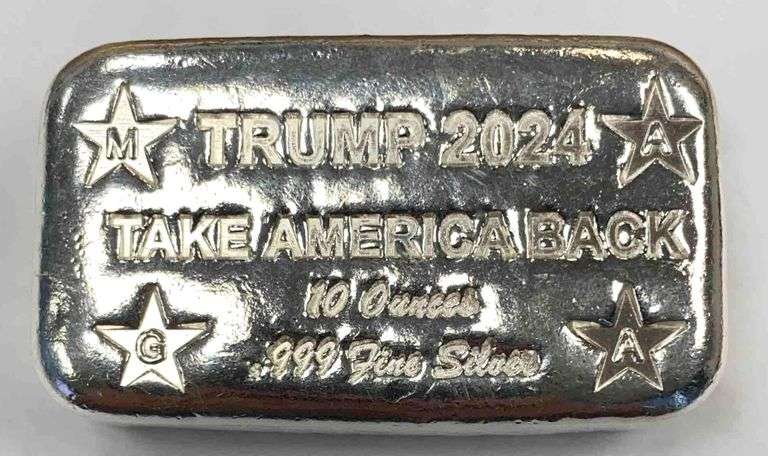 M TRUMP 2024 A
TAKE AMERICA BACK
10 Ounces
G .999 Fine Silver A